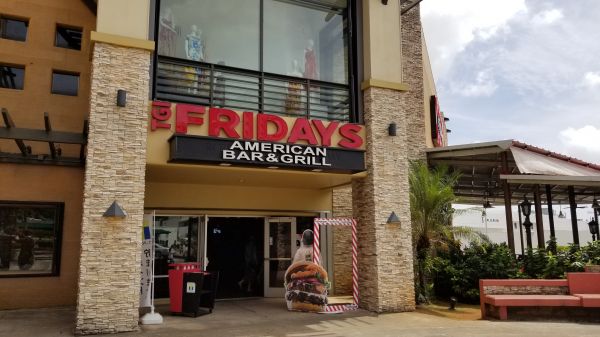 TGI FRIDAYS
AMERICAN
BAR & GRILL